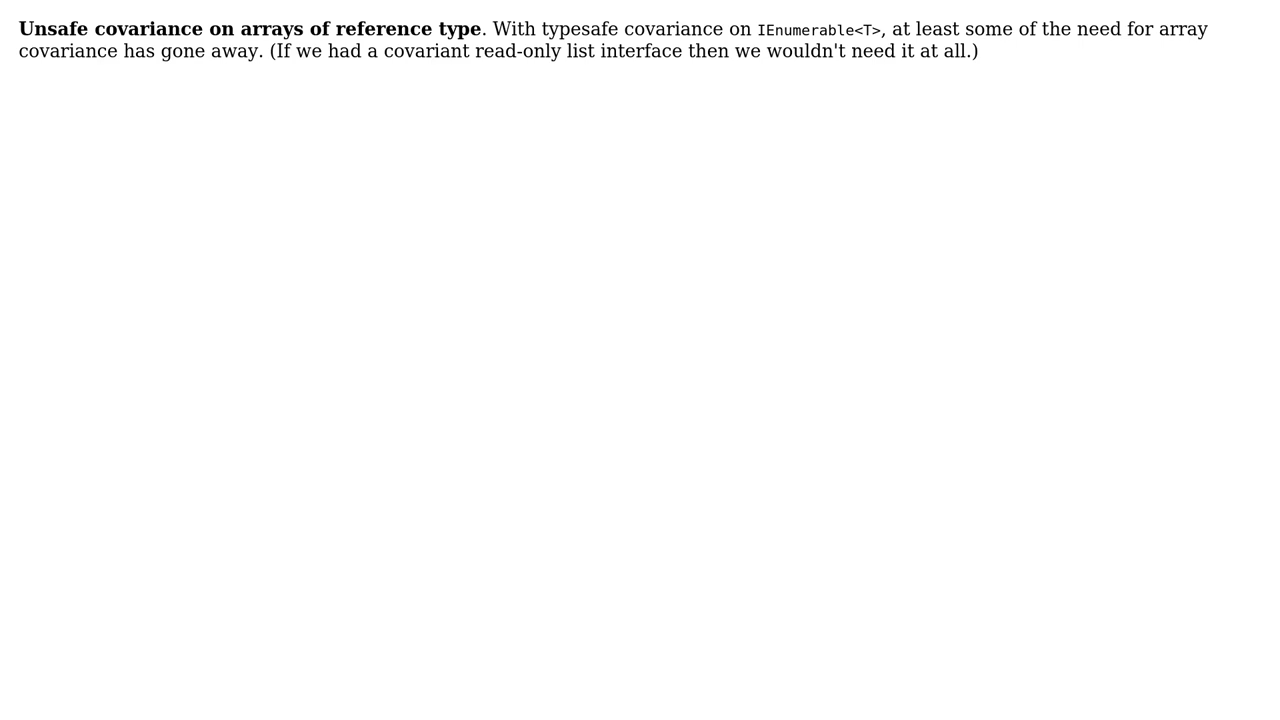 Unsafe covariance on arrays of reference type. With typesafe covariance on IEnumerable<T>, at least some of the need for array
covariance has gone away. (If we had a covariant read-only list interface then we wouldn't need it at all.)